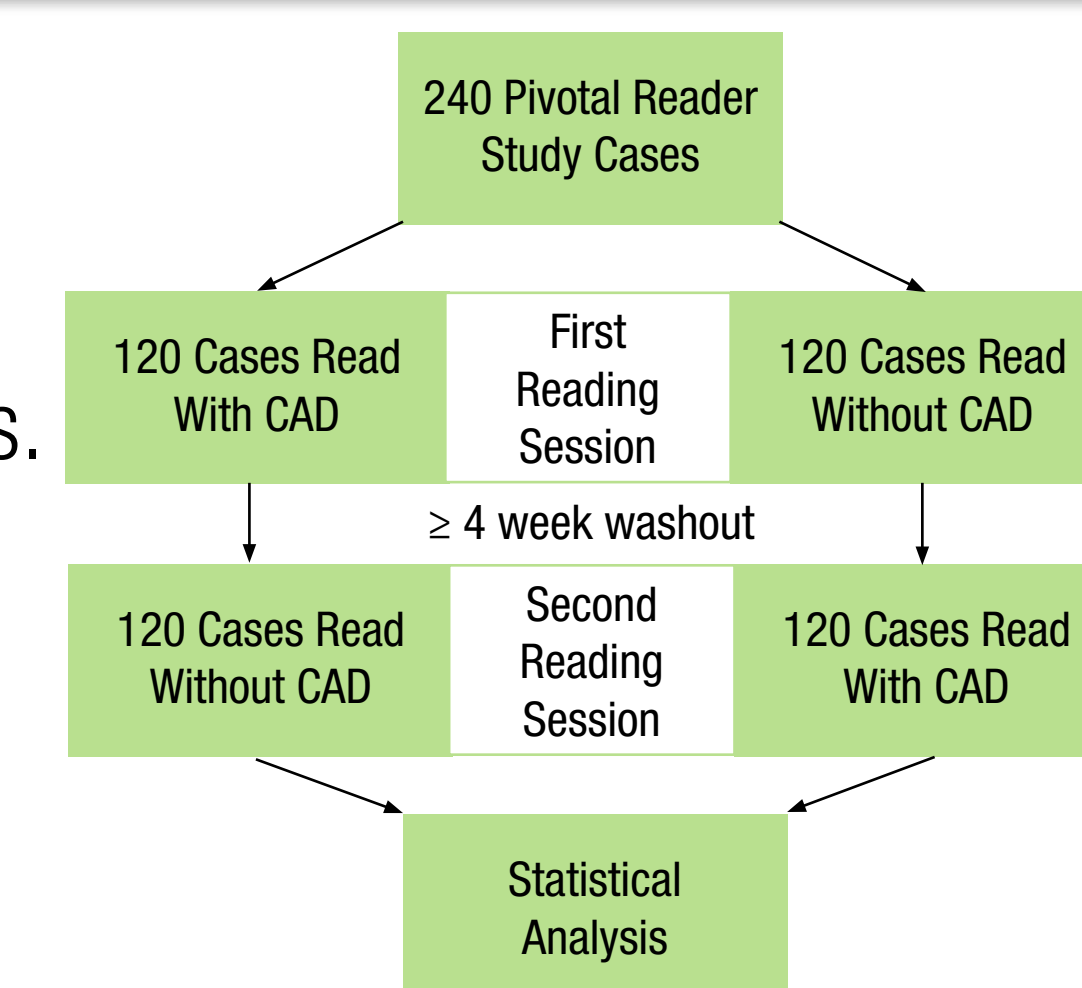 240 Pivotal Reader
Study Cases
120 Cases Read
With CAD
First
Reading
Session
120 Cases Read
Without CAD
s.
≥ 4 week washout
120 Cases Read
Without CAD
Second
Reading
Session
120 Cases Read
With CAD
Statistical
Analysis